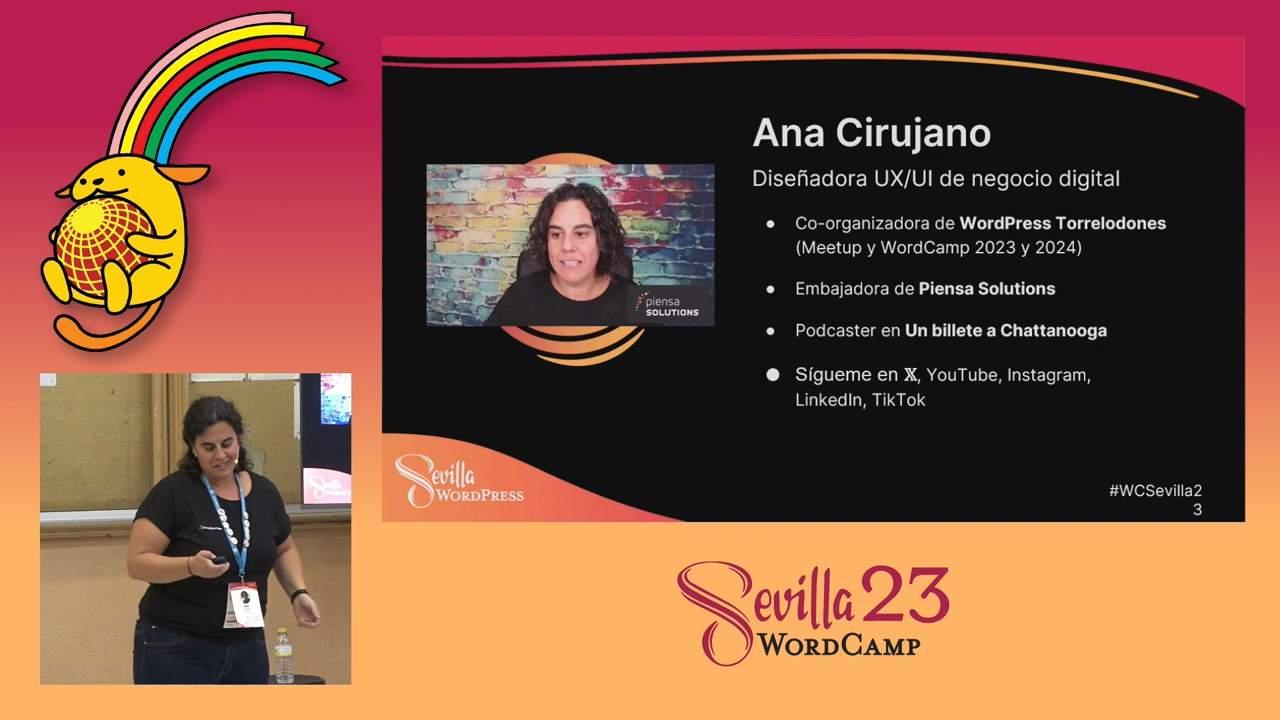 Ana Cirujano
Diseñadora UX/UI de negocio digital
● Co-organizadora de WordPress Torrelodones
(Meetup y WordCamp 2023 y 2024)
● Embajadora de Piensa Solutions
● Podcaster en Un billete a Chattanooga
● Sígueme en 𝕏, YouTube, Instagram,
LinkedIn, TikTok
piensa
SOLUTIONS
Sevilla
WORDPRESS
#WCSevilla2
3
Sevilla 23
WORDCAMP